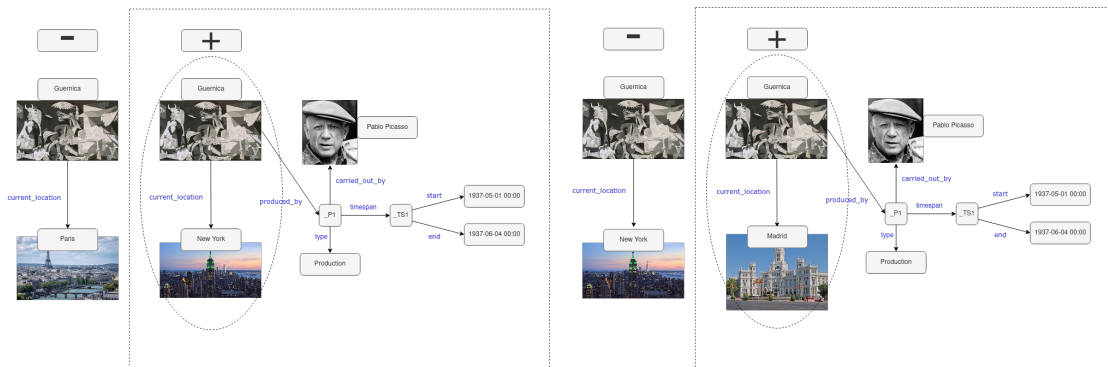 -
+
Guernica
Guernica
Pablo Picasso
carried_out_by
current_location
current_location
produced_by
_P1
timespan
_TS1
start
1937-05-01 00:00
end
1937-06-04 00:00
type
Production
Paris
New York
-
+
Guernica
Guernica
Pablo Picasso
carried_out_by
current_location
current_location
produced_by
_P1
timespan
_TS1
start
1937-05-01 00:00
end
1937-06-04 00:00
type
Production
New York
Madrid